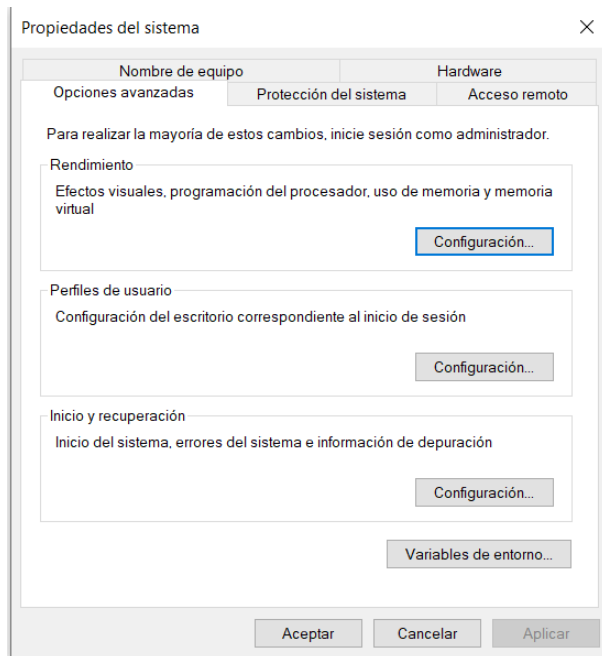 Propiedades del sistema
Nombre de equipo
Hardware
Opciones avanzadas
Protección del sistema
Acceso remoto
Para realizar la mayoría de estos cambios, inicie sesión como administrador.
Rendimiento
Efectos visuales, programación del procesador, uso de memoria y memoria
virtual
Configuración...
Perfiles de usuario
Configuración del escritorio correspondiente al inicio de sesión
Configuración...
Inicio y recuperación
Inicio del sistema, errores del sistema e información de depuración
Configuración...
Variables de entorno...
Aceptar
Cancelar
Aplicar